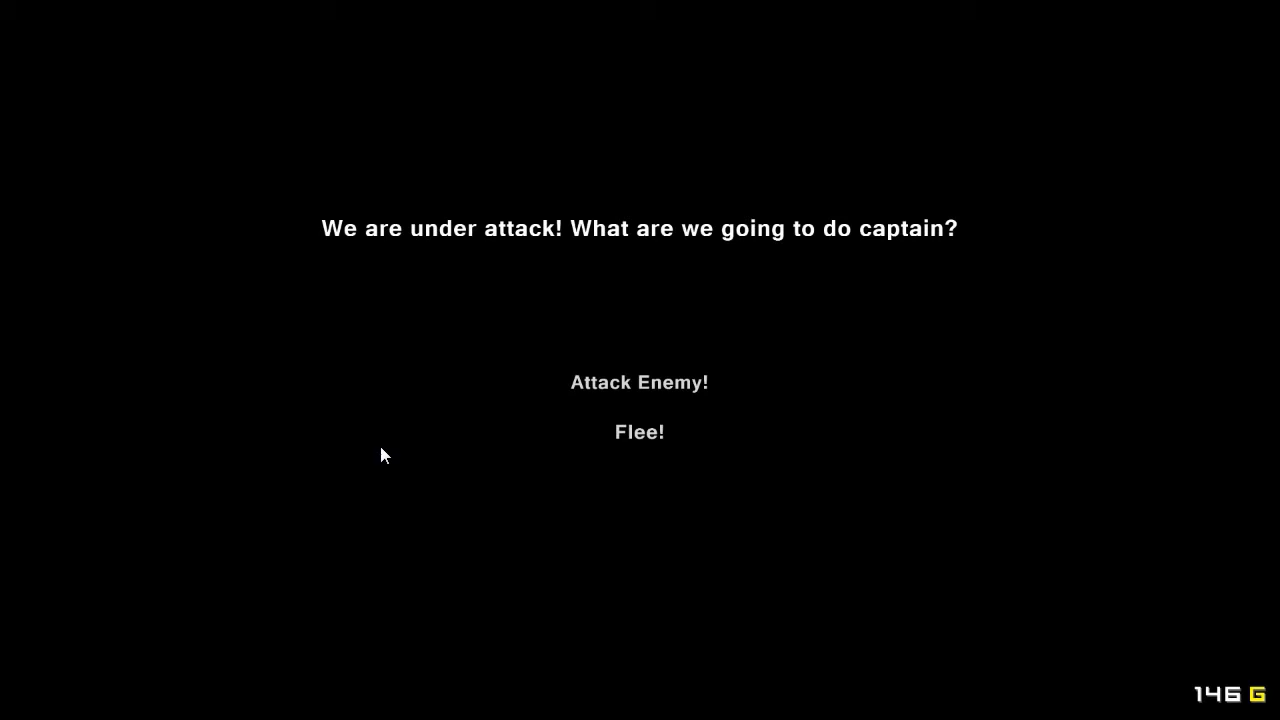 We are under attack! What are we going to do captain?
Attack Enemy!
Flee!
146 G